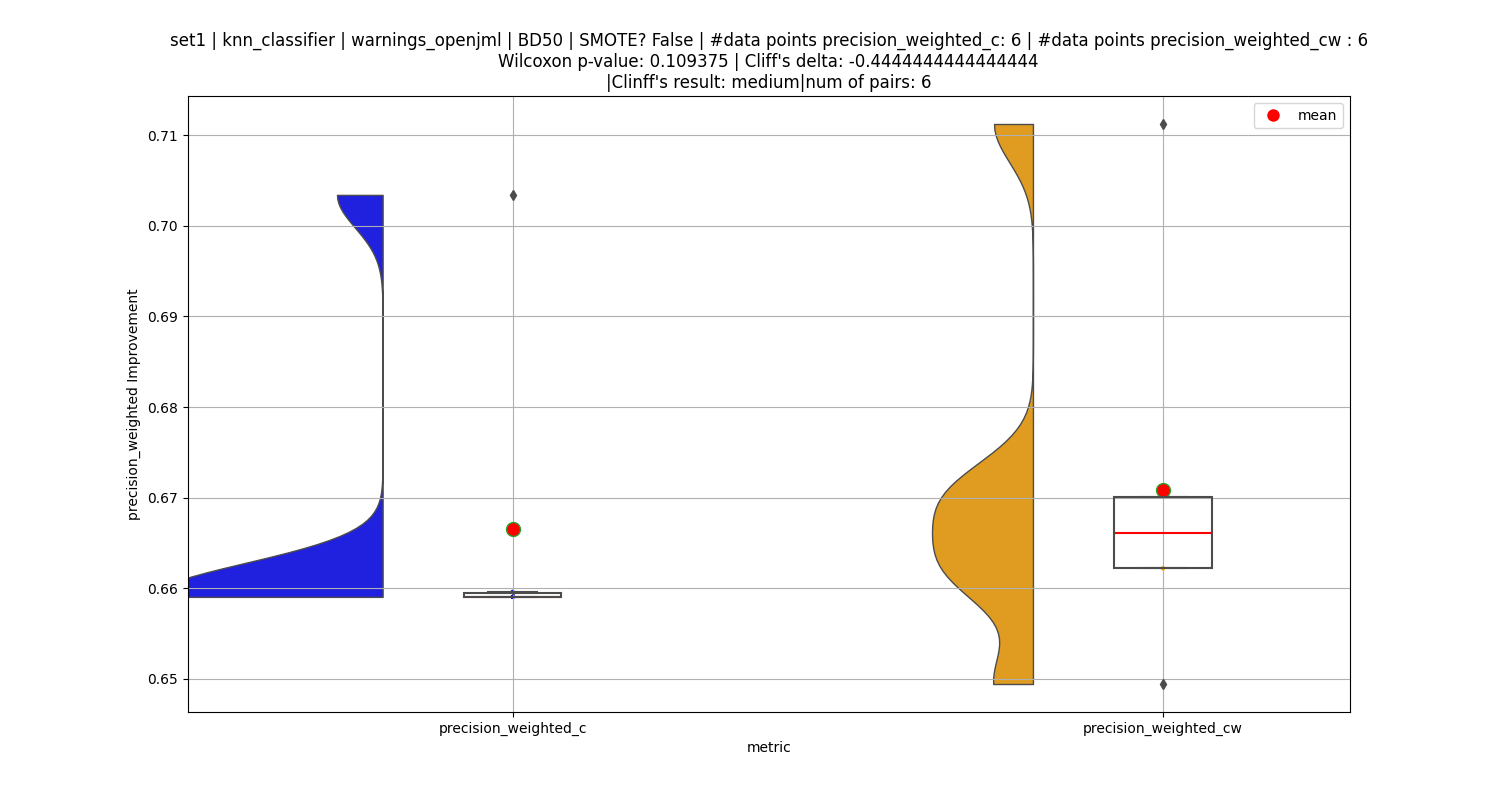 set1 | knn_classifier | warnings_openjml | BD50 | SMOTE? False | #data points precision_weighted_c: 6 | #data points precision_weighted_cw : 6
Wilcoxon p-value: 0.109375 | Cliff's delta: -0.4444444444444444
|Clinff's result: medium|num of pairs: 6
mean
0.71
0.70
0.69
0.68
0.67
0.66
0.65
precision_weighted Improvement
precision_weighted_c
precision_weighted_cw
metric